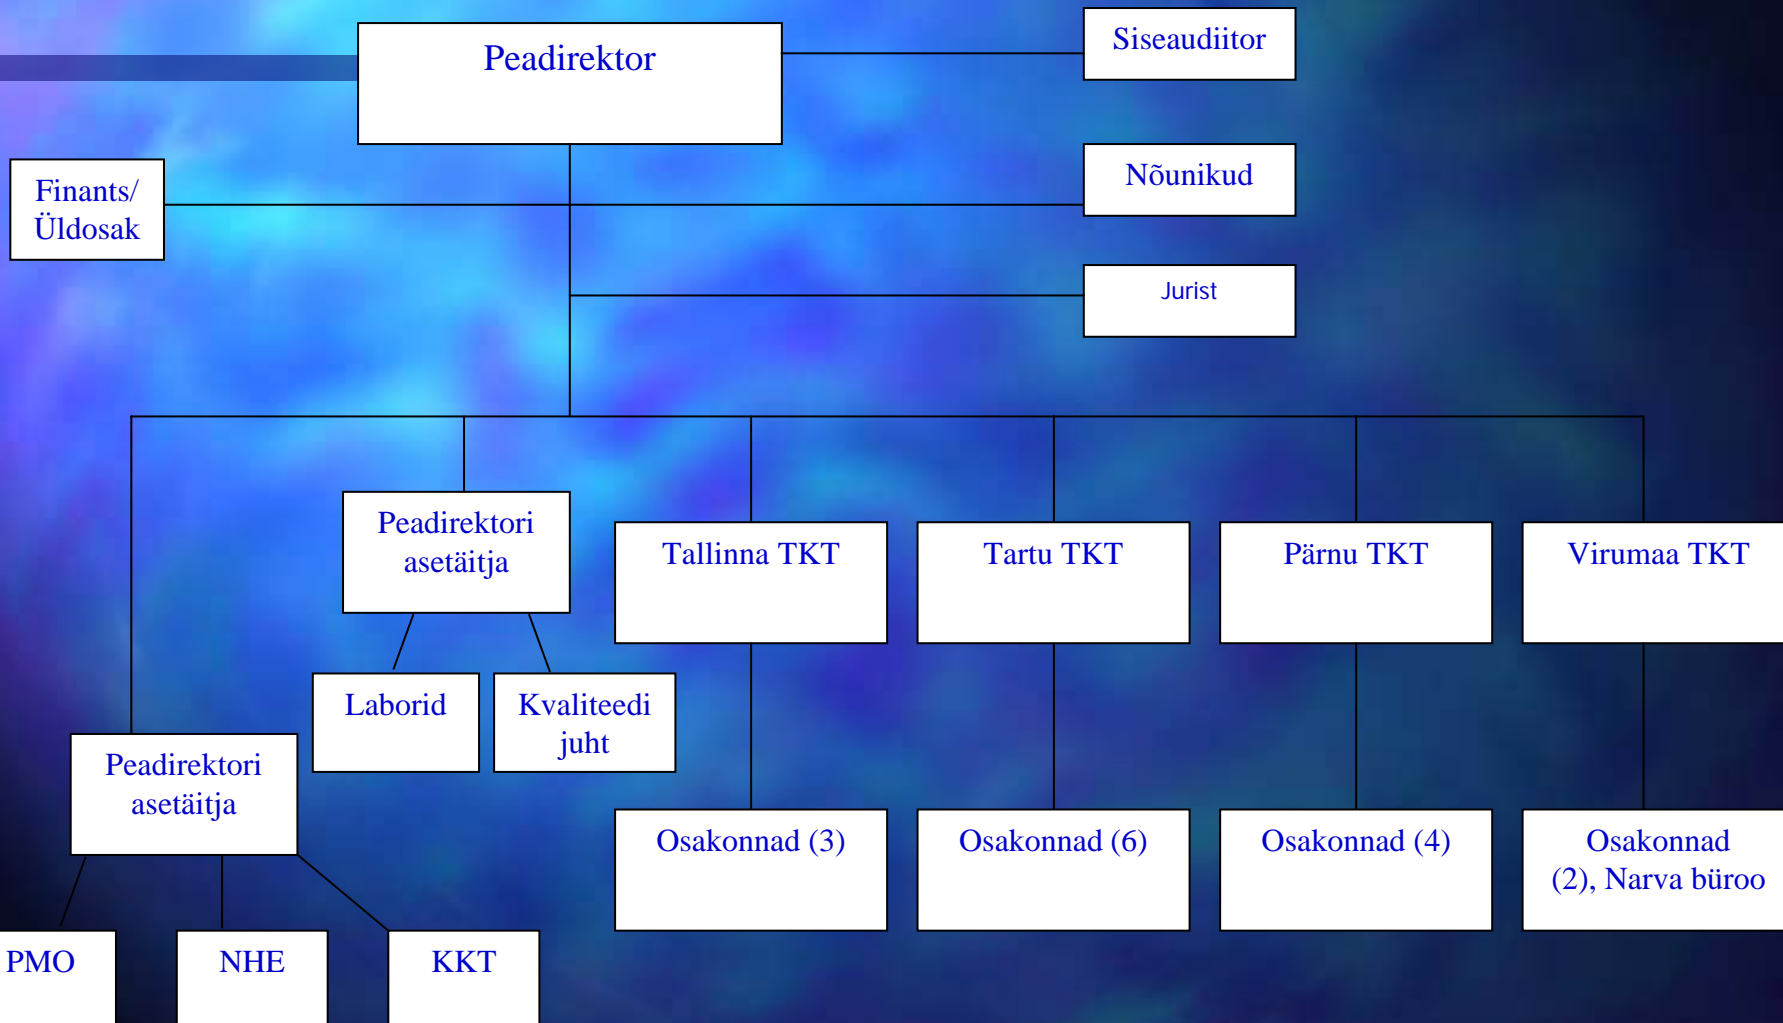 Peadirektor
Siseaudiitor
Finants/
Üldosak
Nõunikud
Jurist
Peadirektori
asetäitja
Tallinna TKT
Tartu TKT
Pärnu TKT
Virumaa TKT
Laborid
Kvaliteedi
juht
Peadirektori
asetäitja
Osakonnad (3)
Osakonnad (6)
Osakonnad (4)
Osakonnad
(2), Narva büroo
PMO
NHE
KKT